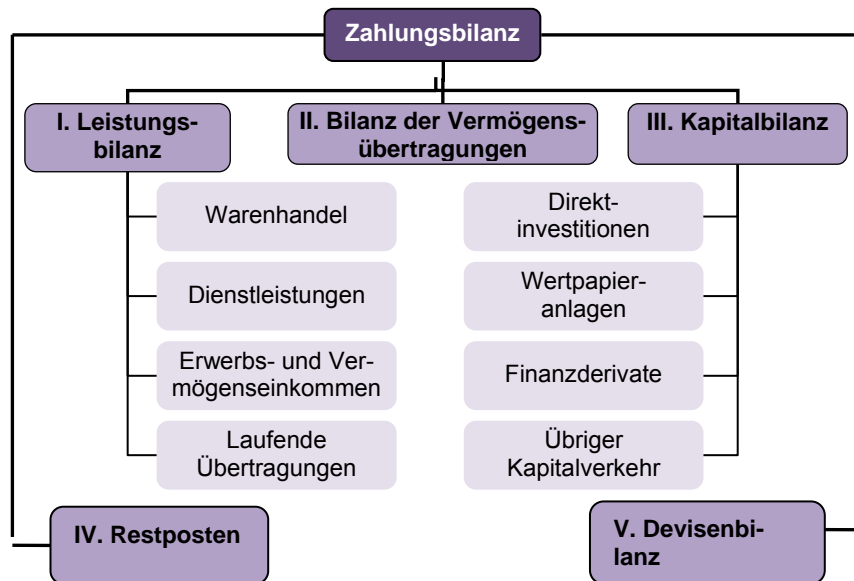 Zahlungsbilanz
I. Leistungs-
bilanz
II. Bilanz der Vermögens-
übertragungen
III. Kapitalbilanz
Warenhandel
Dienstleistungen
Erwerbs- und Ver-
mögenseinkommen
Laufende
Übertragungen
Direkt-
investitionen
Wertpapier-
anlagen
Finanzderivate
Übriger
Kapitalverkehr
IV. Restposten
V. Devisenbi-
lanz